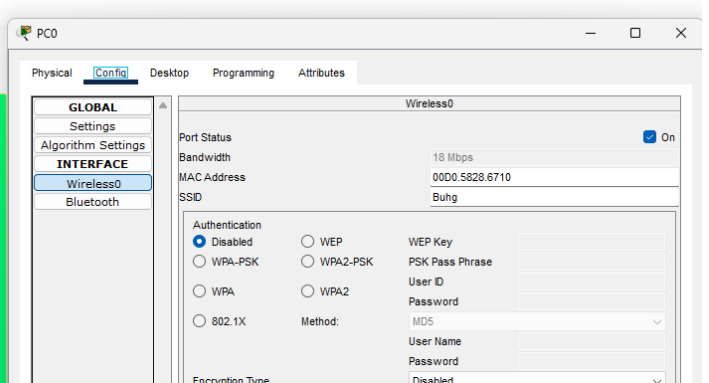 PC0
Physical Config Desktop Programming Attributes
GLOBAL
Settings
Algorithm Settings
INTERFACE
Wireless0
Bluetooth
Wireless0
Port Status On
Bandwidth 18 Mbps
MAC Address 00D0.5828.6710
SSID Buhg
Authentication
Disabled WEP WEP Key
WPA-PSK WPA2-PSK PSK Pass Phrase
User ID
WPA WPA2
Password
802.1X Method: MD5
User Name
Password
Encryption Type Disabled